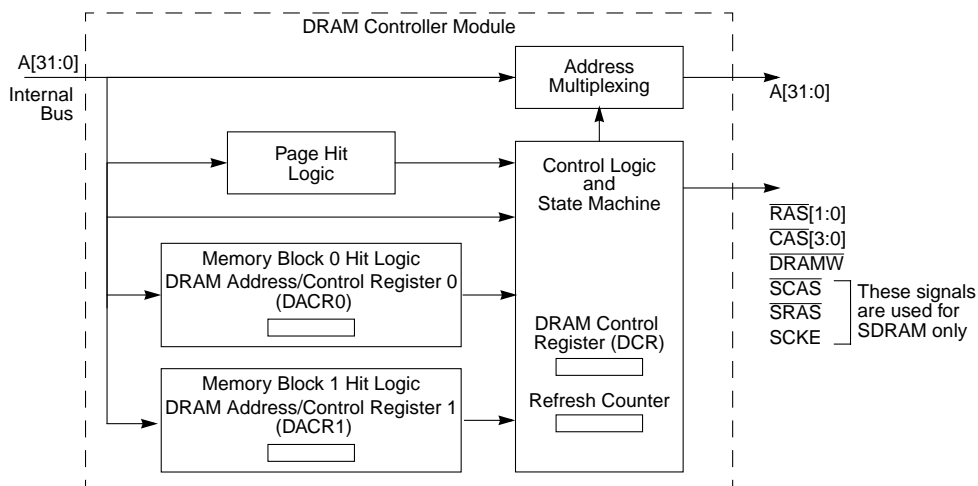 DRAM Controller Module
A[31:0]
Internal
Bus
Address
Multiplexing
A[31:0]
Page Hit
Logic
Control Logic
and
State Machine
RAS[1:0]
CAS[3:0]
DRAMW
SCAS
SRAS
SCKE
These signals
are used for
SDRAM only
Memory Block 0 Hit Logic
DRAM Address/Control Register 0
(DACR0)
DRAM Control
Register (DCR)
Refresh Counter
Memory Block 1 Hit Logic
DRAM Address/Control Register 1
(DACR1)